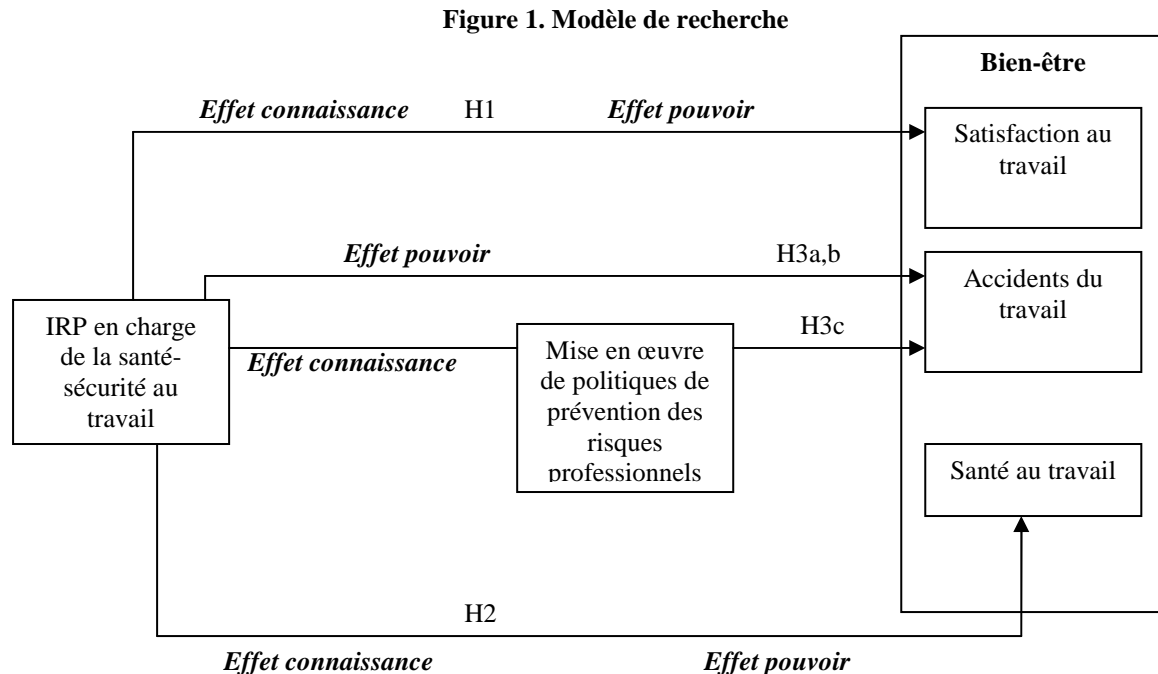 Figure 1. Modèle de recherche
Bien-être
Effet connaissance H1 Effet pouvoir
Satisfaction au
travail
Effet pouvoir H3a,b
Accidents du
travail
IRP en charge
de la santé-
sécurité au
travail
Effet connaissance
Mise en œuvre
de politiques de
prévention des
risques
professionnels
H3c
Santé au travail
H2
Effet connaissance Effet pouvoir